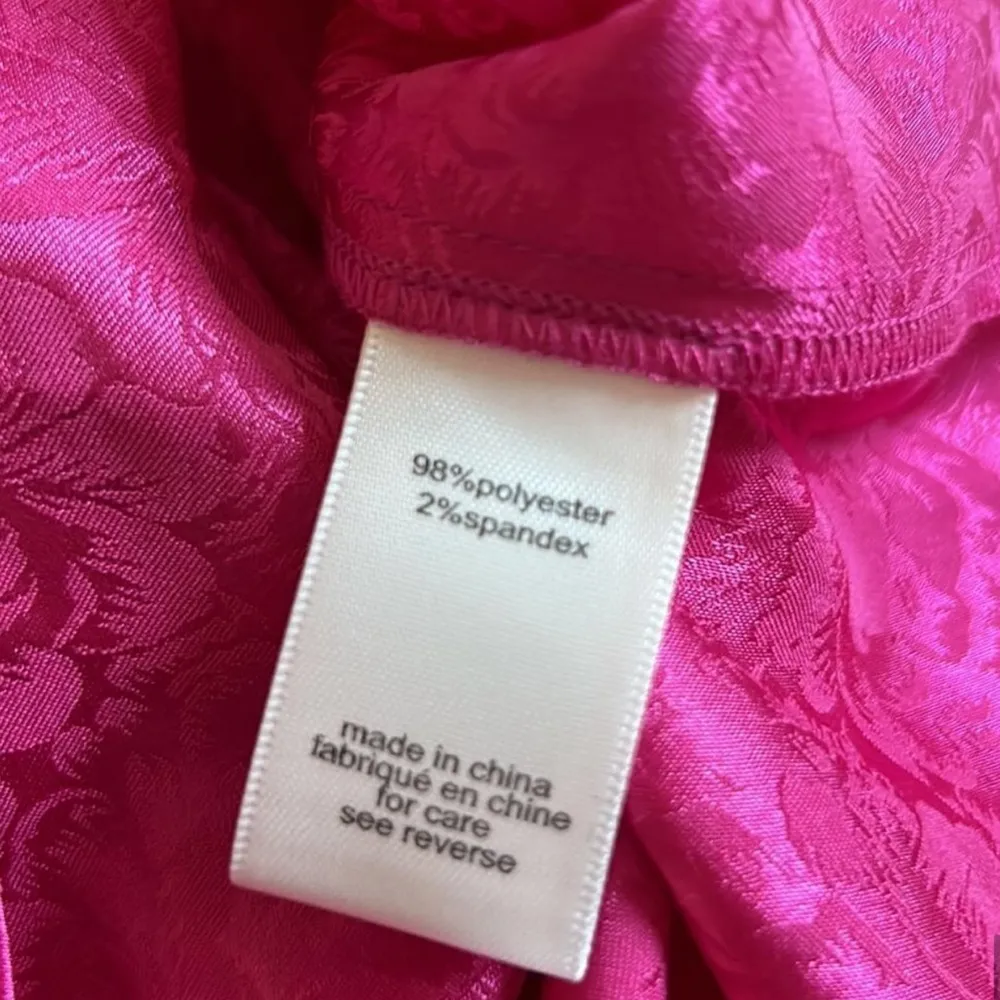 98%polyester
2%spandex
made in china
fabriqué en chine
for care
see reverse